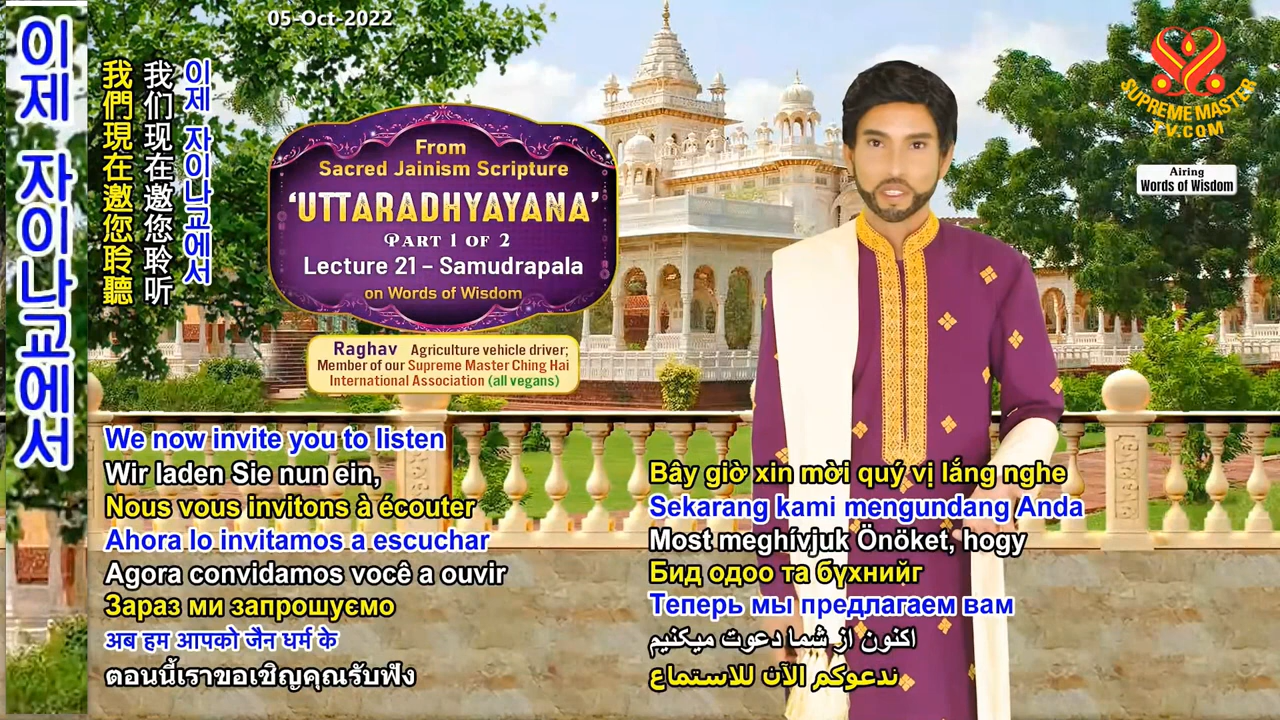 이제 자이나교에서
我們現在邀您聆聽
我们现在邀您聆听
이제 자이나교에서
05-Oct-2022
From
Sacred Jainism Scripture
‘UTTARADHYAYANA’
PART 1 OF 2
Lecture 21 – Samudrapala
on Words of Wisdom
Raghav Agriculture vehicle driver;
Member of our Supreme Master Ching Hai
International Association (all vegans)
SUPREME MASTER
TV.COM
Airing
Words of Wisdom
We now invite you to listen
Wir laden Sie nun ein,
Nous vous invitons à écouter
Ahora lo invitamos a escuchar
Agora convidamos você a ouvir
Зараз ми запрошуємо
अब हम आपको जैन धर्म के
ตอนนี้เราขอเชิญคุณรับฟัง
Bây giờ xin mời quý vị lắng nghe
Sekarang kami mengundang Anda
Most meghívjuk Önöket, hogy
Бид одоо та бүхнийг
Теперь мы предлагаем вам
اکنون از شما دعوت میکنیم
ندعوكم الآن للاستماع